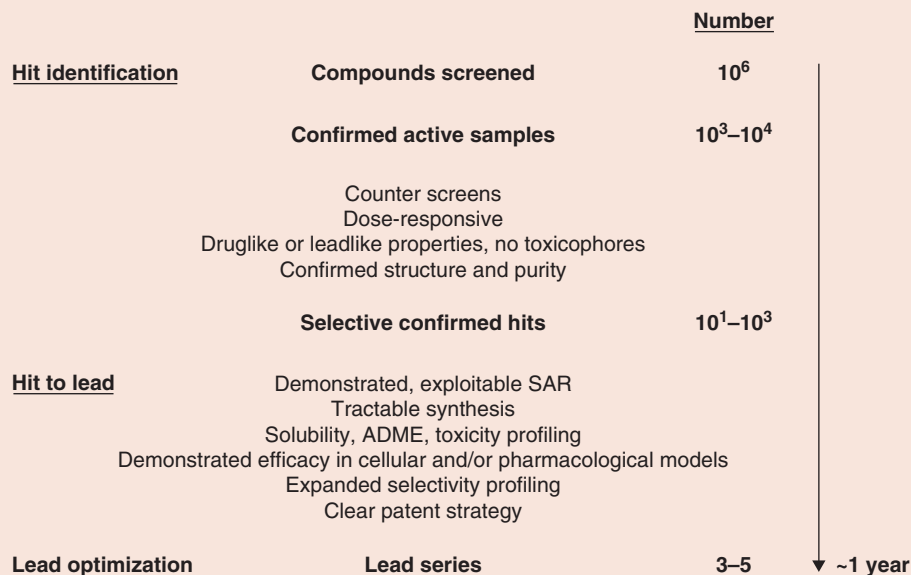 Number
Hit identification Compounds screened 10⁶
Confirmed active samples 10³–10⁴
Counter screens
Dose-responsive
Druglike or leadlike properties, no toxicophores
Confirmed structure and purity
Selective confirmed hits 10¹–10³
Hit to lead Demonstrated, exploitable SAR
Tractable synthesis
Solubility, ADME, toxicity profiling
Demonstrated efficacy in cellular and/or pharmacological models
Expanded selectivity profiling
Clear patent strategy
Lead optimization Lead series 3–5 ~1 year